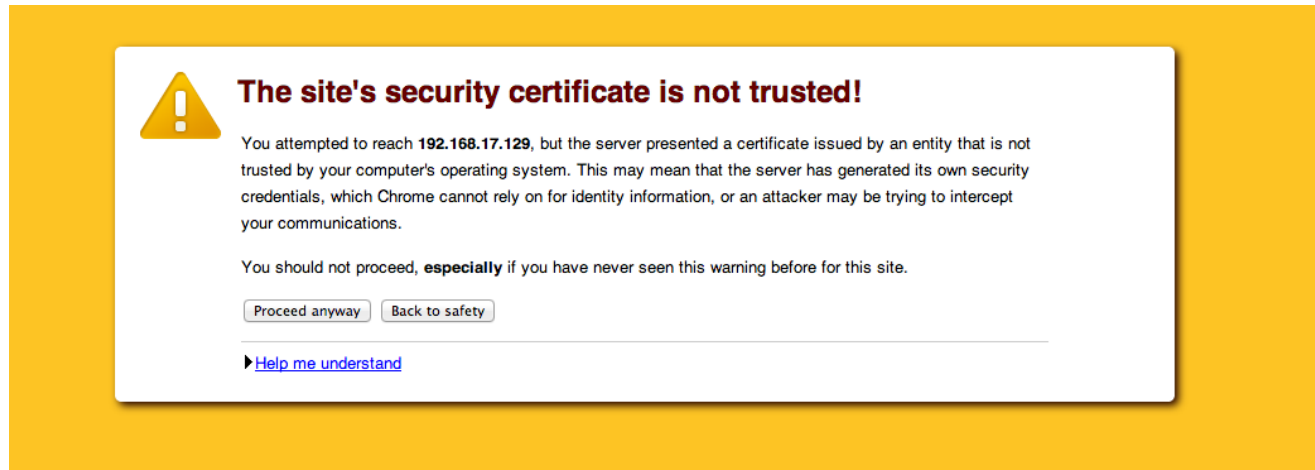 The site's security certificate is not trusted!
You attempted to reach 192.168.17.129, but the server presented a certificate issued by an entity that is not
trusted by your computer's operating system. This may mean that the server has generated its own security
credentials, which Chrome cannot rely on for identity information, or an attacker may be trying to intercept
your communications.
You should not proceed, especially if you have never seen this warning before for this site.
Proceed anyway Back to safety
Help me understand